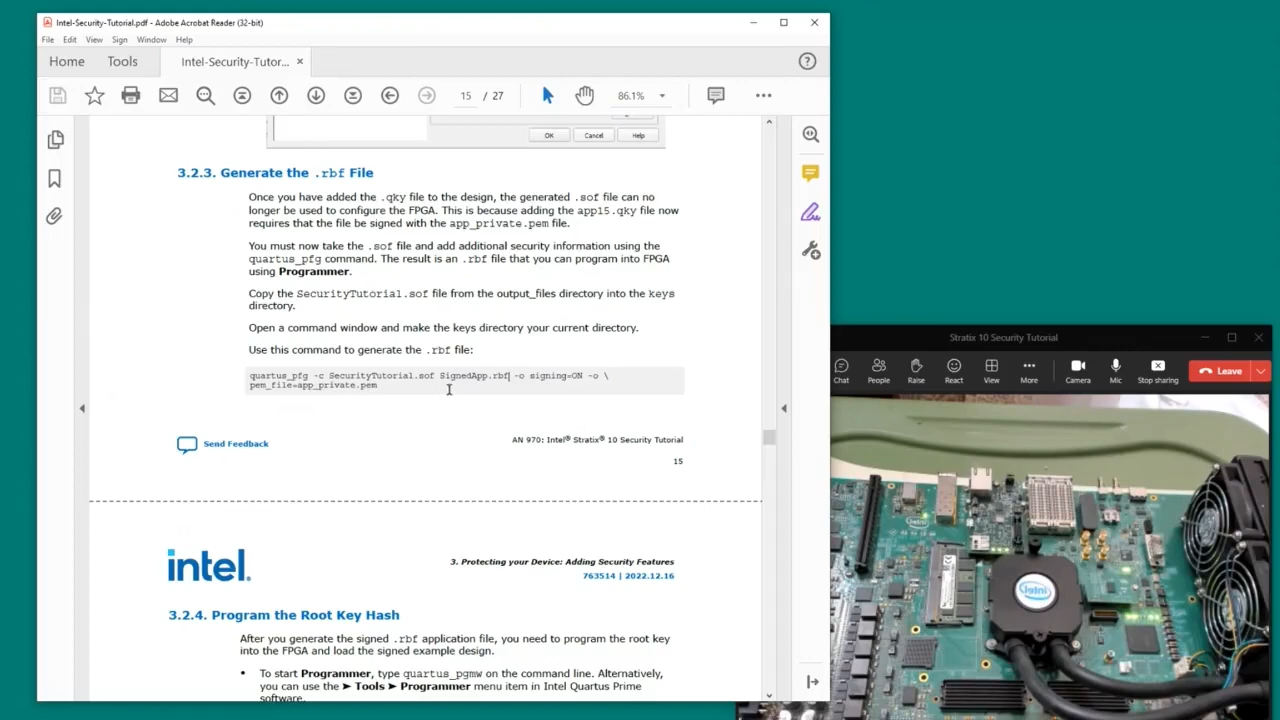 Intel-Security-Tutorial.pdf - Adobe Acrobat Reader (32-bit)
File Edit View Sign Window Help
Home Tools Intel-Security-Tutor... ×
15 / 27 86.1%
OK Cancel Help
3.2.3. Generate the .rbf File
Once you have added the .qky file to the design, the generated .sof file can no
longer be used to configure the FPGA. This is because adding the app15.qky file now
requires that the file be signed with the app_private.pem file.
You must now take the .sof file and add additional security information using the
quartus_pfg command. The result is an .rbf file that you can program into FPGA
using Programmer.
Copy the SecurityTutorial.sof file from the output_files directory into the keys
directory.
Open a command window and make the keys directory your current directory.
Use this command to generate the .rbf file:
quartus_pfg -c SecurityTutorial.sof SignedApp.rbf -o signing=ON -o \
pem_file=app_private.pem
Send Feedback
AN 970: Intel® Stratix® 10 Security Tutorial
15
intel.
3. Protecting your Device: Adding Security Features
763514 | 2022.12.16
3.2.4. Program the Root Key Hash
After you generate the signed .rbf application file, you need to program the root key
into the FPGA and load the signed example design.
• To start Programmer, type quartus_pgmw on the command line. Alternatively,
you can use the ➤ Tools ➤ Programmer menu item in Intel Quartus Prime
software.
Stratix 10 Security Tutorial
Chat People Raise React View More Camera Mic Stop sharing Leave
intel